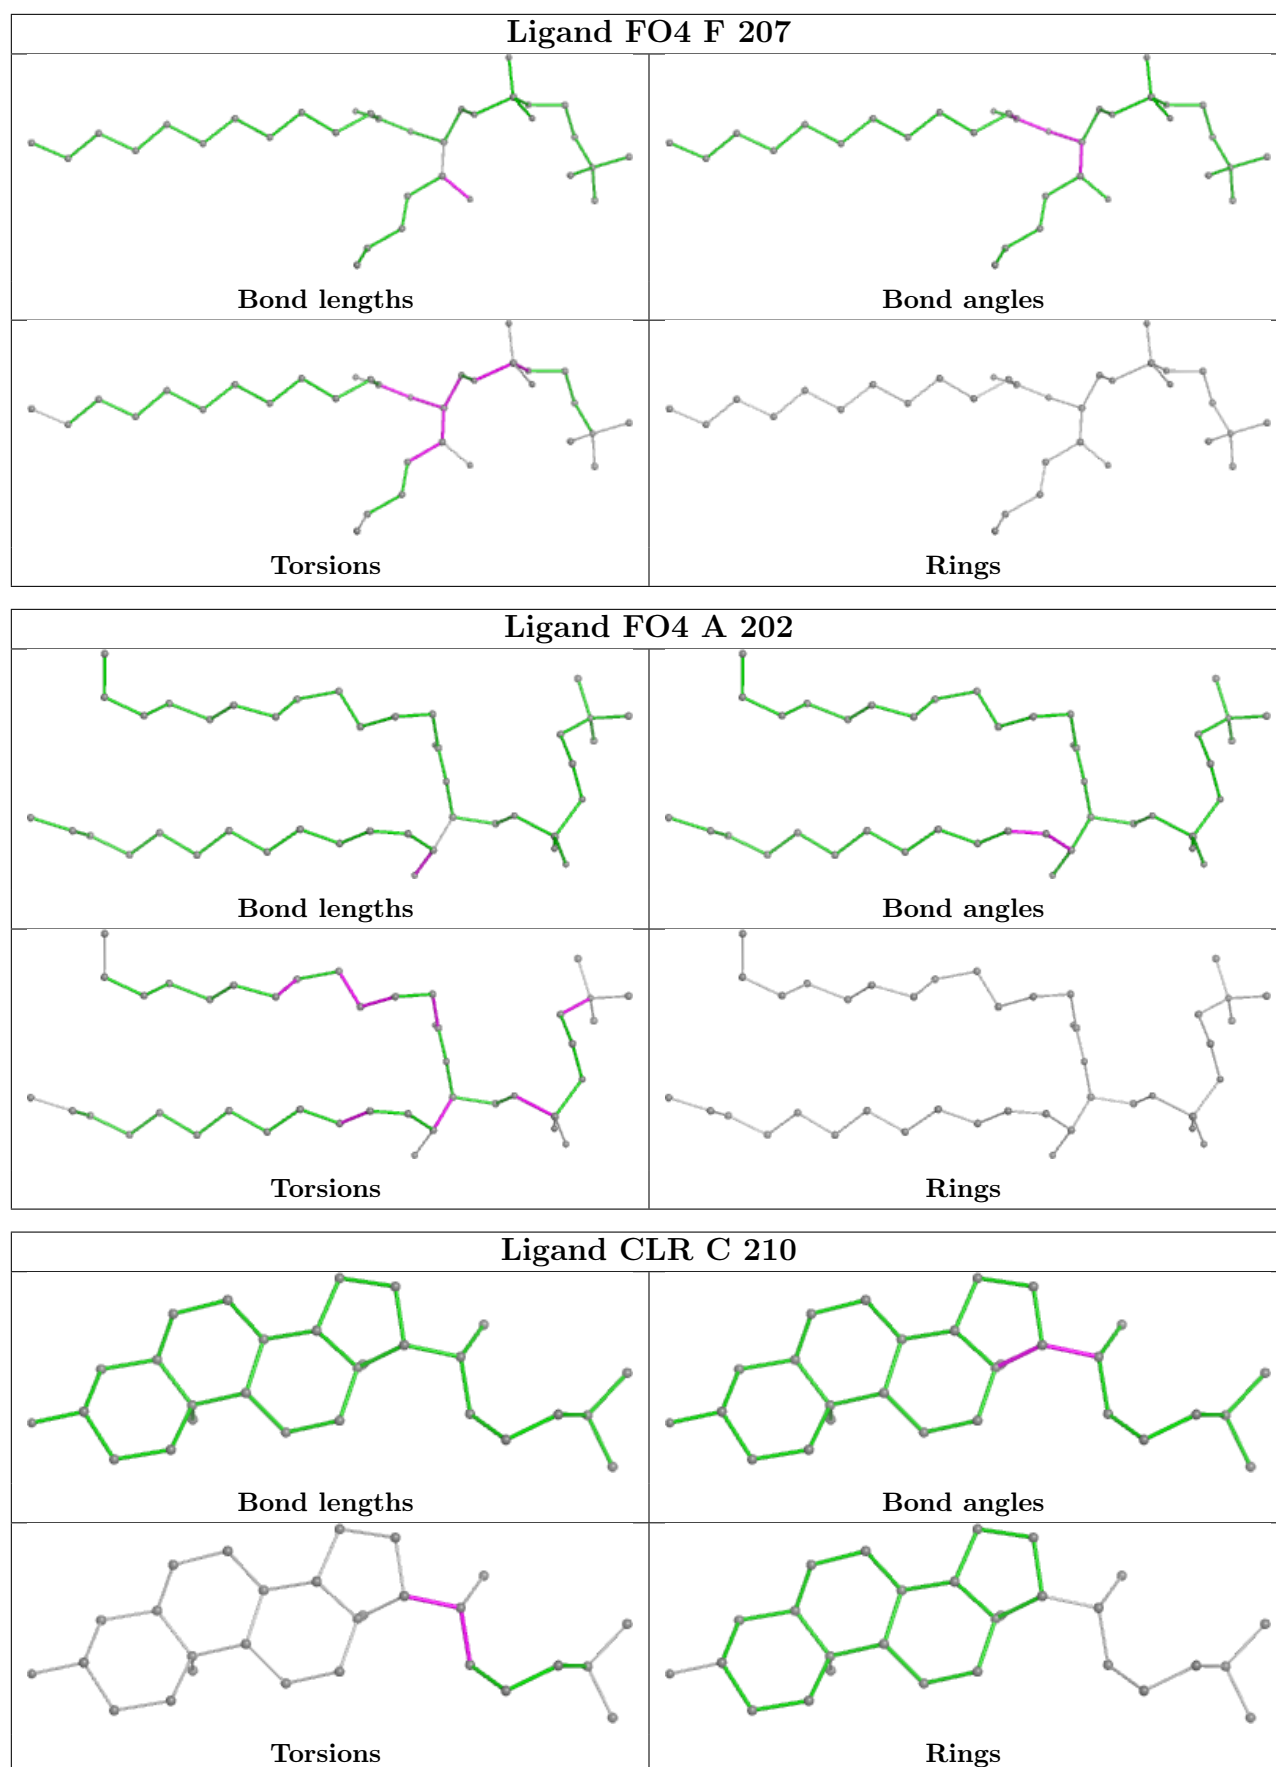 Ligand FO4 F 207
Bond lengths
Bond angles
Torsions
Rings
Ligand FO4 A 202
Bond lengths
Bond angles
Torsions
Rings
Ligand CLR C 210
Bond lengths
Bond angles
Torsions
Rings